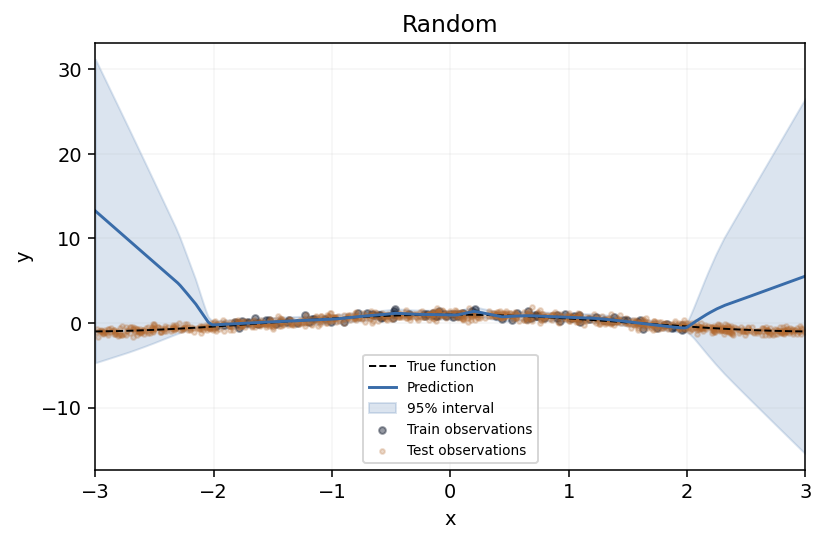 Random
30
20
10
0
−10
y
True function
Prediction
95% interval
Train observations
Test observations
−3
−2
−1
0
1
2
3
x